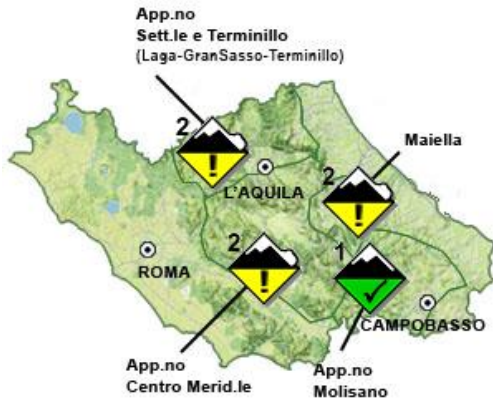 App.no
Sett.le e Terminillo
(Laga-GranSasso-Terminillo)
2
!
Maiella
L'AQUILA
2
!
2
!
1
ROMA
CAMPOBASSO
App.no
Centro Merid.le
App.no
Molisano